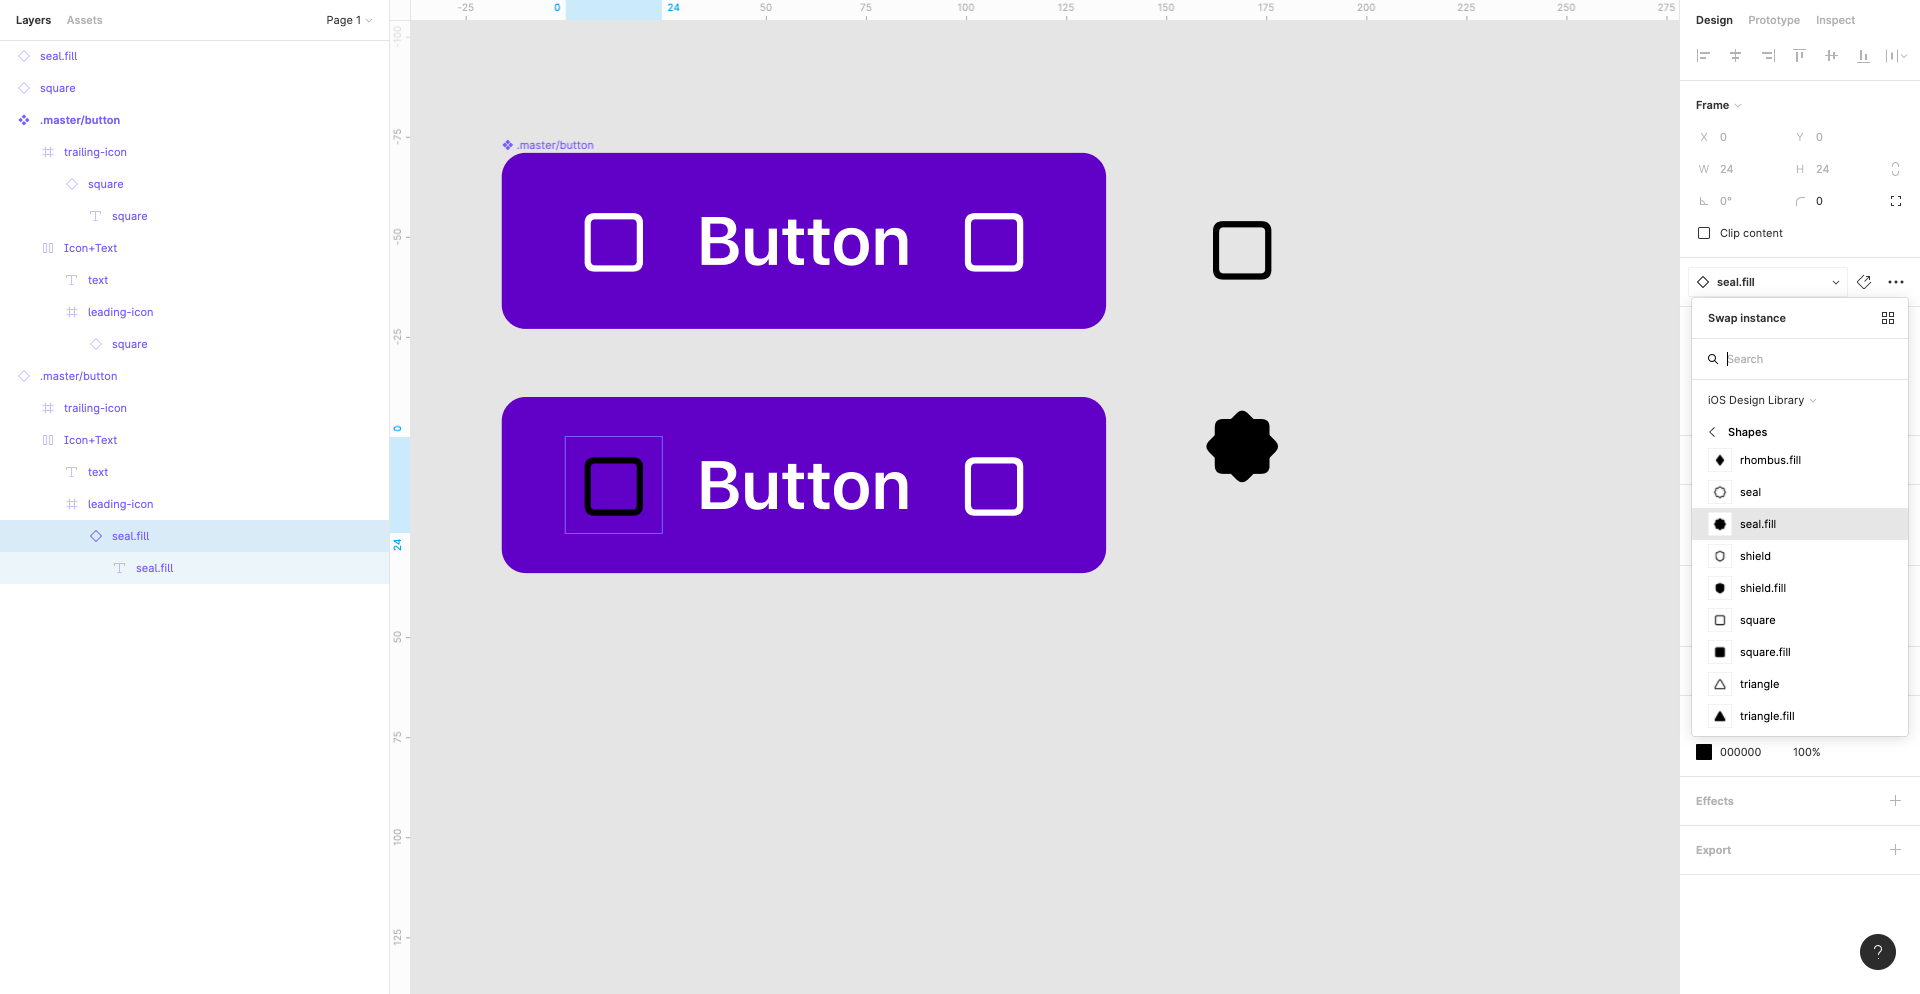 Layers Assets Page 1
seal.fill
square
.master/button
trailing-icon
square
square
Icon+Text
text
leading-icon
square
.master/button
trailing-icon
Icon+Text
text
leading-icon
seal.fill
seal.fill
-25 0 24 50 75 100 125 150 175 200 225 250 275
-100
-75
-50
-25
0
24
50
75
100
125
.master/button
Button
Button
Design Prototype Inspect
Frame
X 0 Y 0
W 24 H 24
0° 0
Clip content
seal.fill
Swap instance
Search
iOS Design Library
Shapes
rhombus.fill
seal
seal.fill
shield
shield.fill
square
square.fill
triangle
triangle.fill
000000 100%
Effects
Export
?